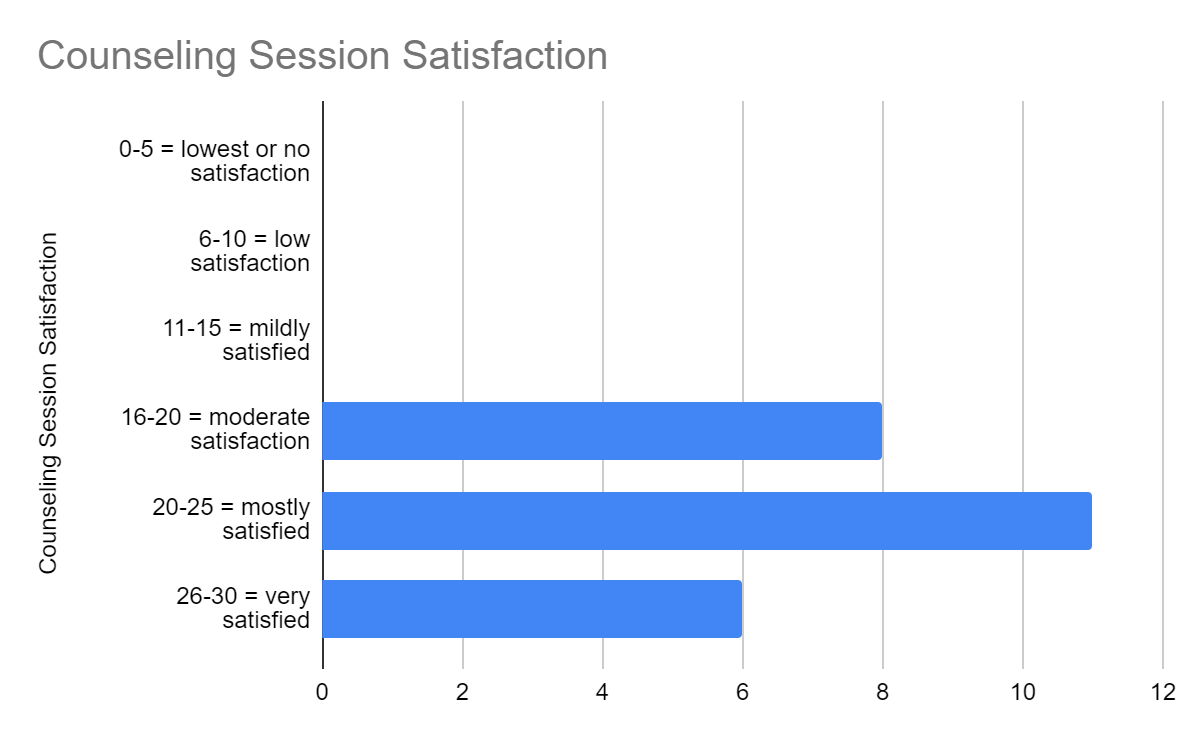 Counseling Session Satisfaction
Counseling Session Satisfaction
0-5 = lowest or no
satisfaction
6-10 = low
satisfaction
11-15 = mildly
satisfied
16-20 = moderate
satisfaction
20-25 = mostly
satisfied
26-30 = very
satisfied
0 2 4 6 8 10 12